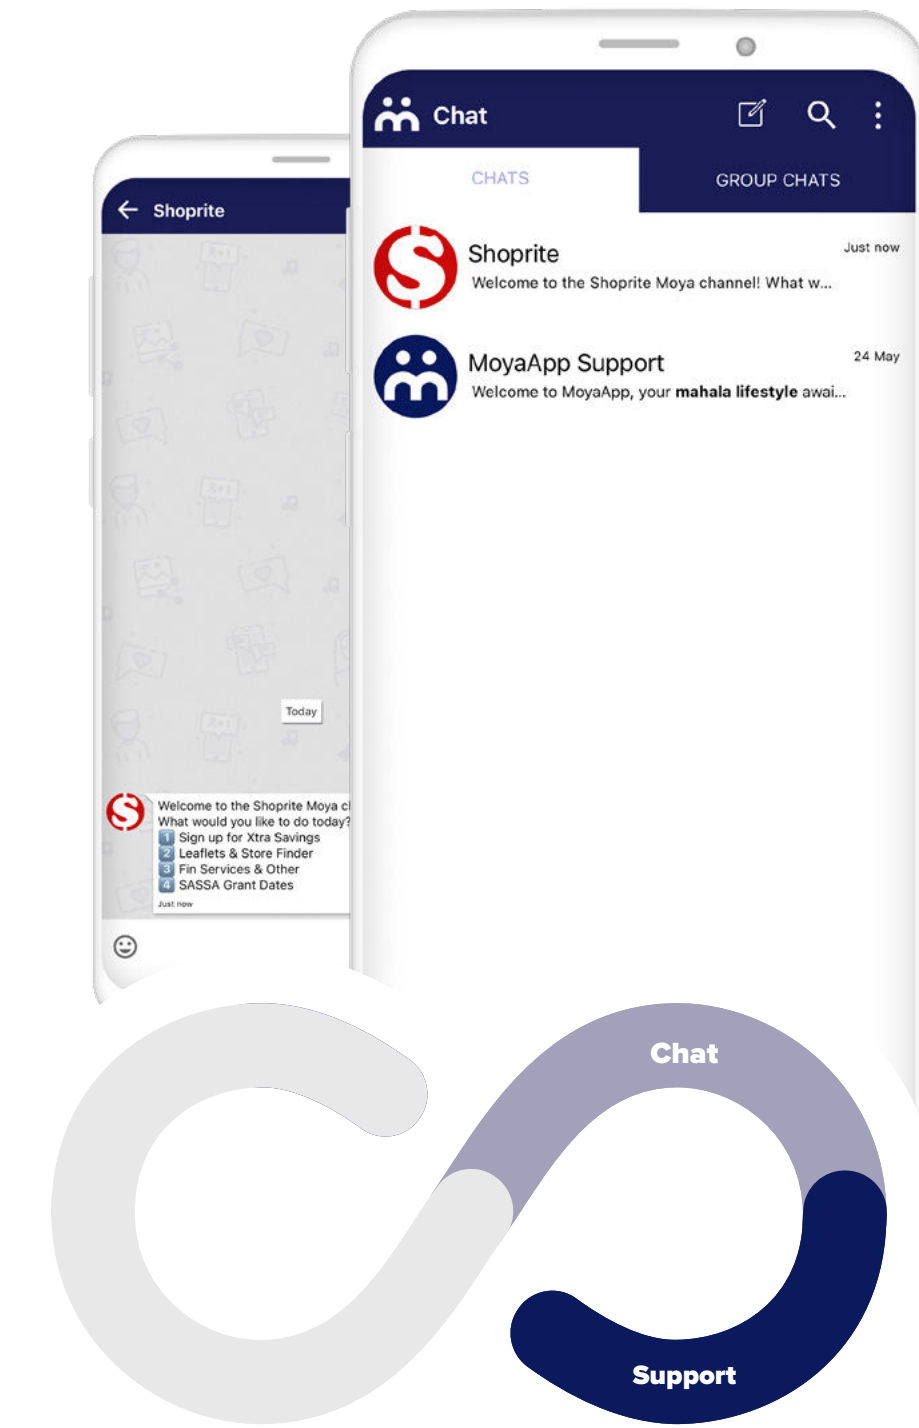 Chat
CHATS
GROUP CHATS
Shoprite
Just now
Welcome to the Shoprite Moya channel! What w...
MoyaApp Support
24 May
Welcome to MoyaApp, your mahala lifestyle awai...
Shoprite
Today
Welcome to the Shoprite Moya cl
What would you like to do today?
1 Sign up for Xtra Savings
2 Leaflets & Store Finder
3 Fin Services & Other
4 SASSA Grant Dates
Just now
Chat
Support